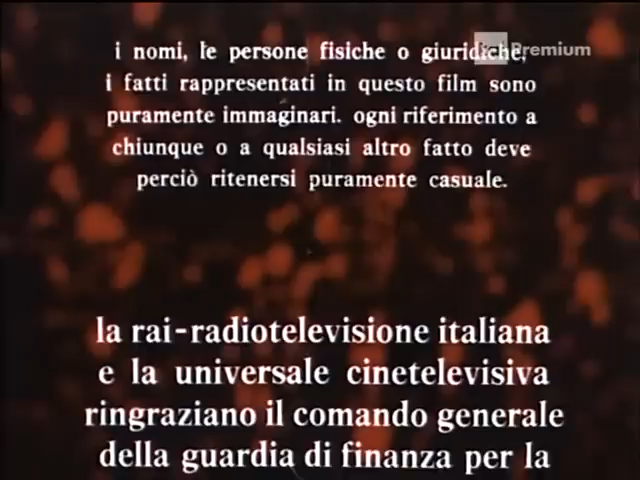 Rai Premium
i nomi, le persone fisiche o giuridiche,
i fatti rappresentati in questo film sono
puramente immaginari. ogni riferimento a
chiunque o a qualsiasi altro fatto deve
perciò ritenersi puramente casuale.
la rai-radiotelevisione italiana
e la universale cinetelevisiva
ringraziano il comando generale
della guardia di finanza per la